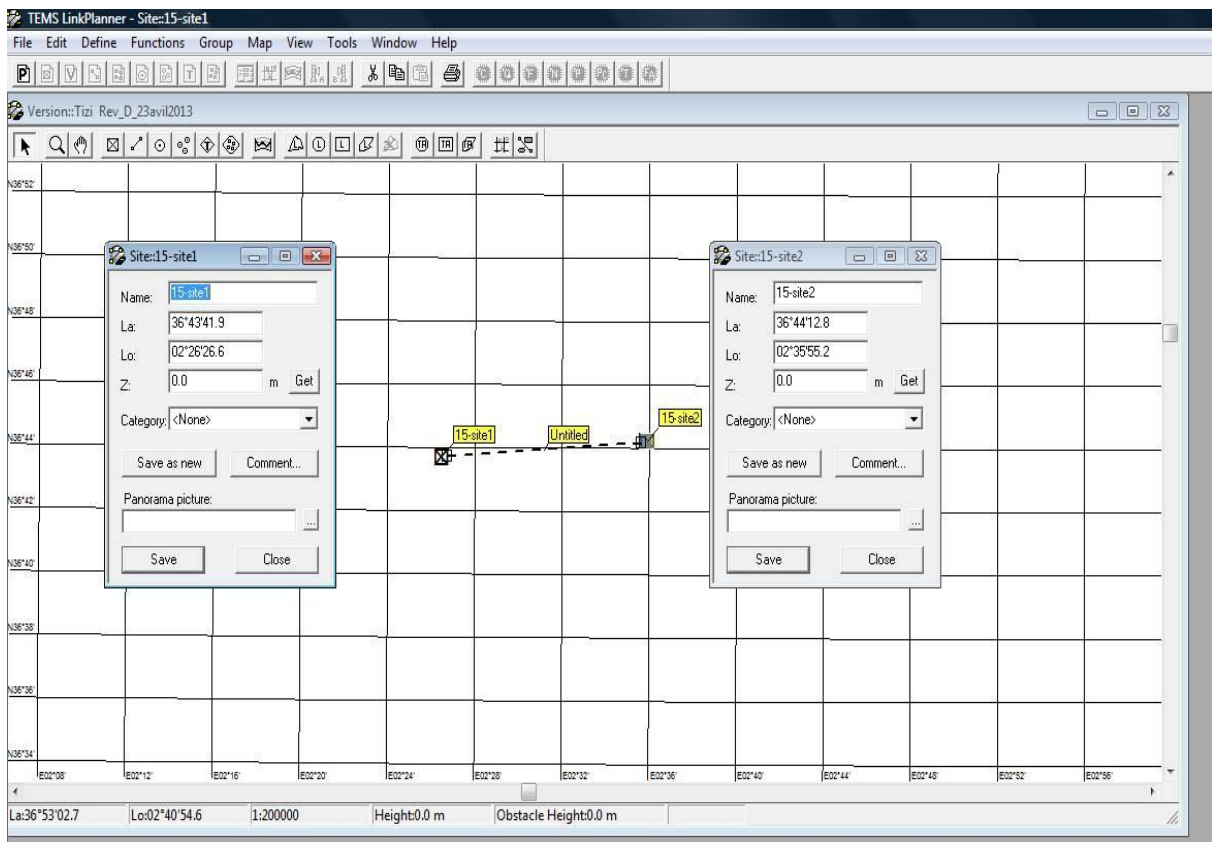 TEMS LinkPlanner - Site::15-site1
File Edit Define Functions Group Map View Tools Window Help
Version::Tizi Rev_D_23avil2013
N36°52'
N36°50'
N36°48'
N36°46'
N36°44'
N36°42'
N36°40'
N36°38'
N36°36'
N36°34'
Site::15-site1
Name: 15-site1
La: 36°43'41.9
Lo: 02°26'26.6
Z: 0.0 m Get
Category: <None>
Save as new Comment...
Panorama picture:
...
Save Close
15-site1
Untitled
15-site2
Site::15-site2
Name: 15-site2
La: 36°44'12.8
Lo: 02°35'55.2
Z: 0.0 m Get
Category: <None>
Save as new Comment...
Panorama picture:
...
Save Close
E02°08' E02°12' E02°16' E02°20' E02°24' E02°28' E02°32' E02°36' E02°40' E02°44' E02°48' E02°52' E02°56'
La:36°53'02.7 Lo:02°40'54.6 1:200000 Height:0.0 m Obstacle Height:0.0 m